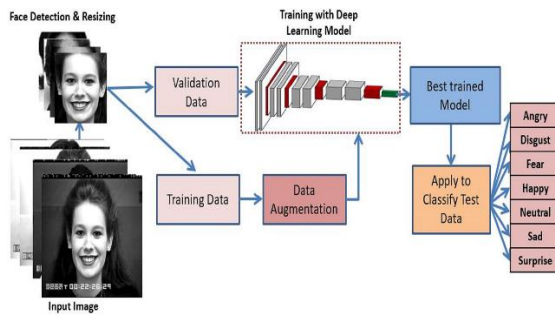 Face Detection & Resizing
Training with Deep
Learning Model
Validation
Data
Best trained
Model
Training Data
Data
Augmentation
Apply to
Classify Test
Data
Angry
Disgust
Fear
Happy
Neutral
Sad
Surprise
Input Image